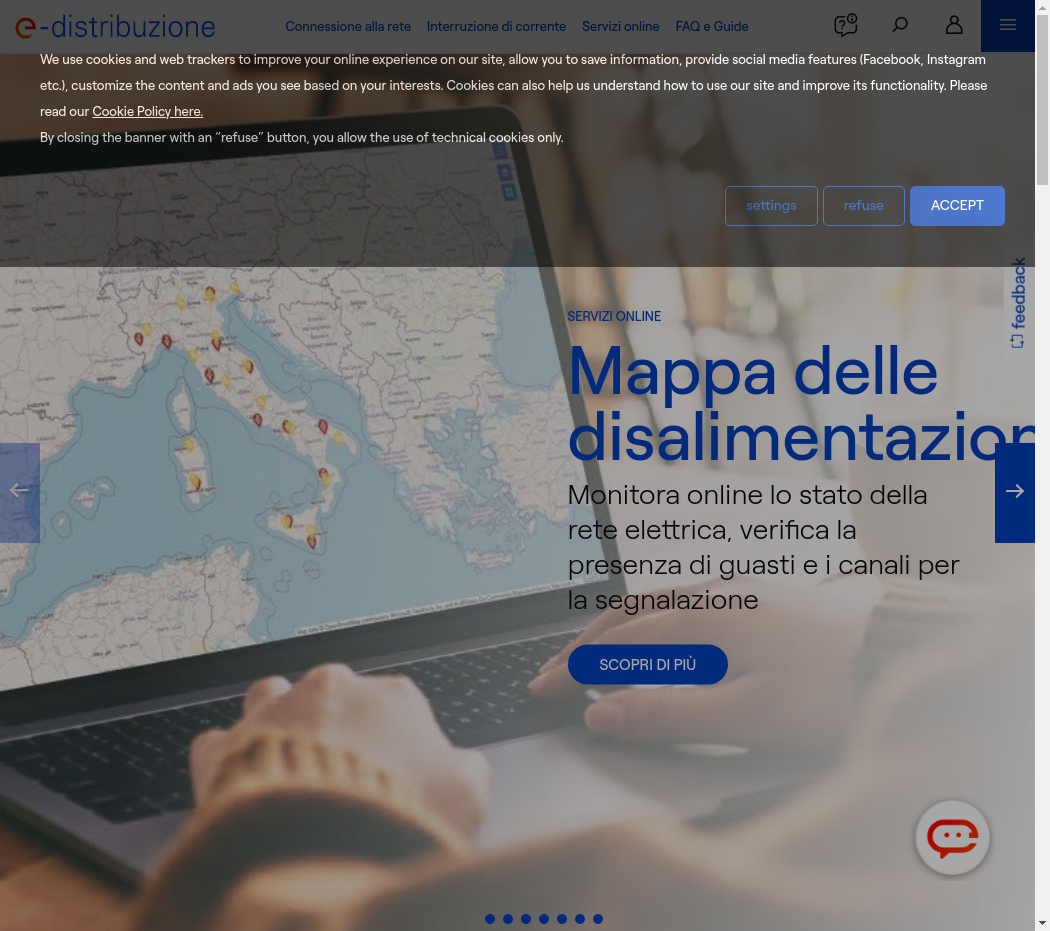 e-distribuzione
Connessione alla rete
Interruzione di corrente
Servizi online
FAQ e Guide
We use cookies and web trackers to improve your online experience on our site, allow you to save information, provide social media features (Facebook, Instagram
etc.), customize the content and ads you see based on your interests. Cookies can also help us understand how to use our site and improve its functionality. Please
read our Cookie Policy here.
By closing the banner with an “refuse” button, you allow the use of technical cookies only.
settings
refuse
ACCEPT
feedback
SERVIZI ONLINE
Mappa delle
disalimentazion
Monitora online lo stato della
rete elettrica, verifica la
presenza di guasti e i canali per
la segnalazione
SCOPRI DI PIÙ